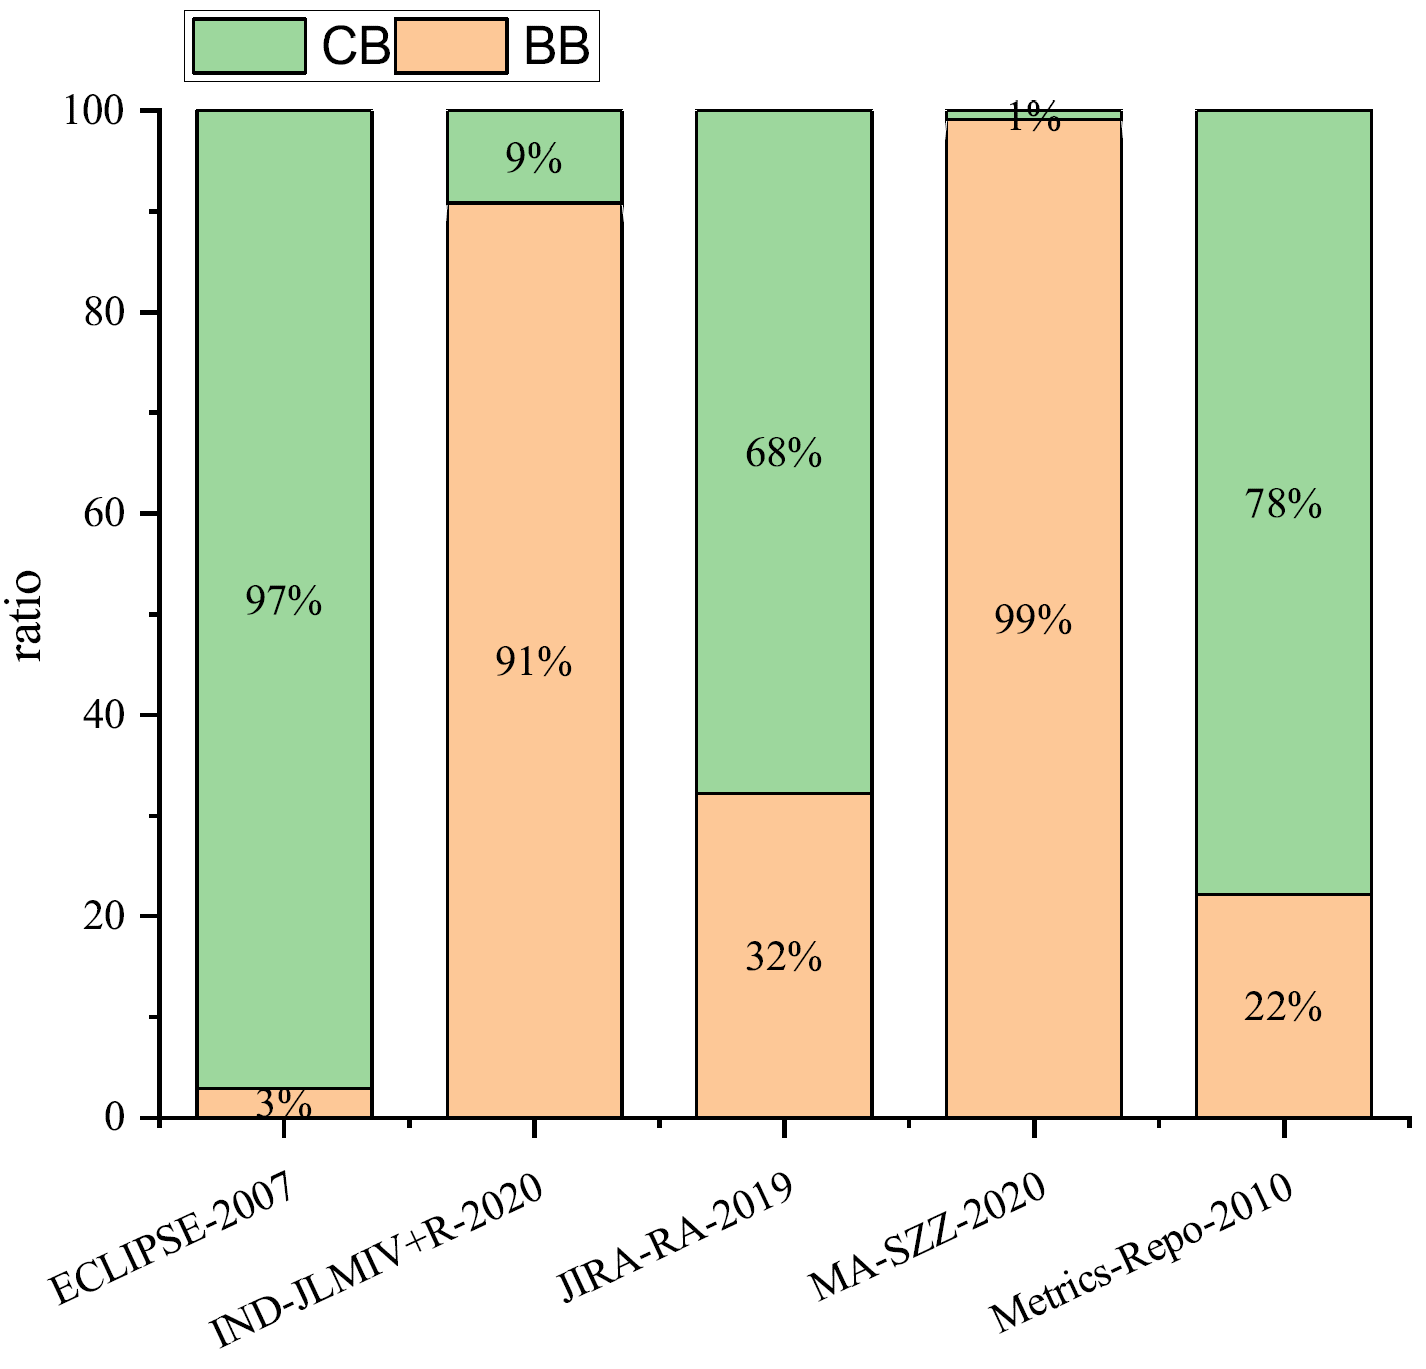 CB BB
100
80
60
40
20
0
ratio
97%
3%
9%
91%
68%
32%
1%
99%
78%
22%
ECLIPSE-2007
IND-JLMIV+R-2020
JIRA-RA-2019
MA-SZZ-2020
Metrics-Repo-2010